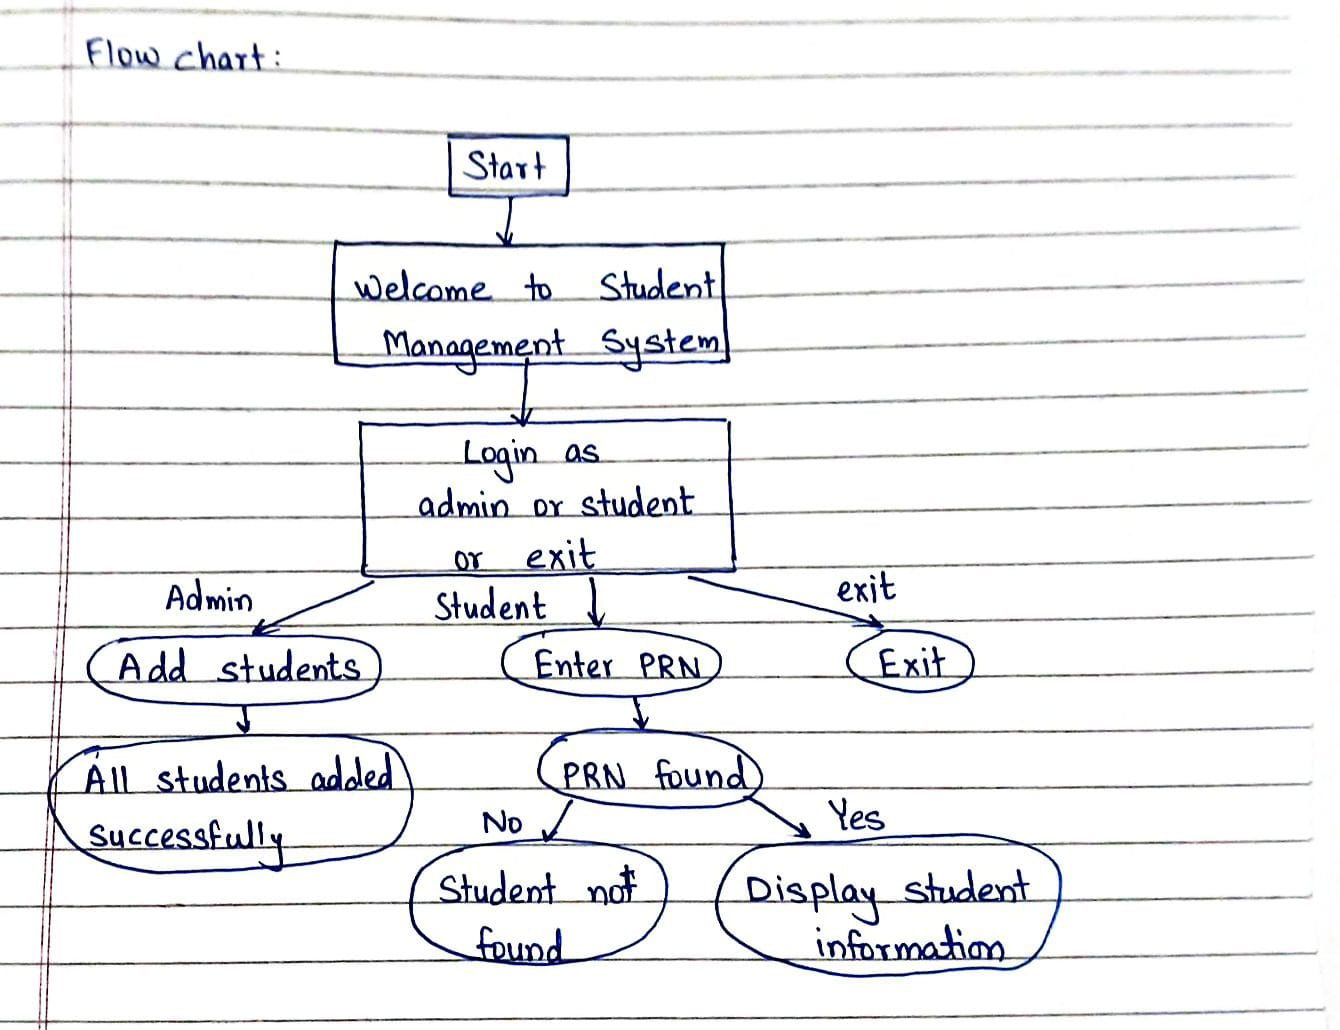 Flow chart:
Start
Welcome to Student
Management System
Login as
admin or student
or exit
Admin
Student
exit
Add students
Enter PRN
Exit
All students added
successfully
PRN found
No
Yes
Student not
found
Display student
information